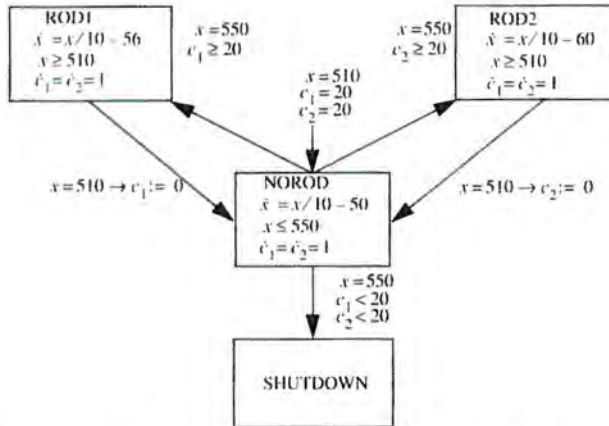 ROD1
ẋ = x/10 – 56
x ≥ 510
ċ1 = ċ2 = 1
x = 550
c1 ≥ 20
x = 510
c1 = 20
c2 = 20
x = 550
c2 ≥ 20
ROD2
ẋ = x/10 – 60
x ≥ 510
ċ1 = ċ2 = 1
x = 510 → c1 := 0
NOROD
ẋ = x/10 – 50
x ≤ 550
ċ1 = ċ2 = 1
x = 510 → c2 := 0
x = 550
c1 < 20
c2 < 20
SHUTDOWN